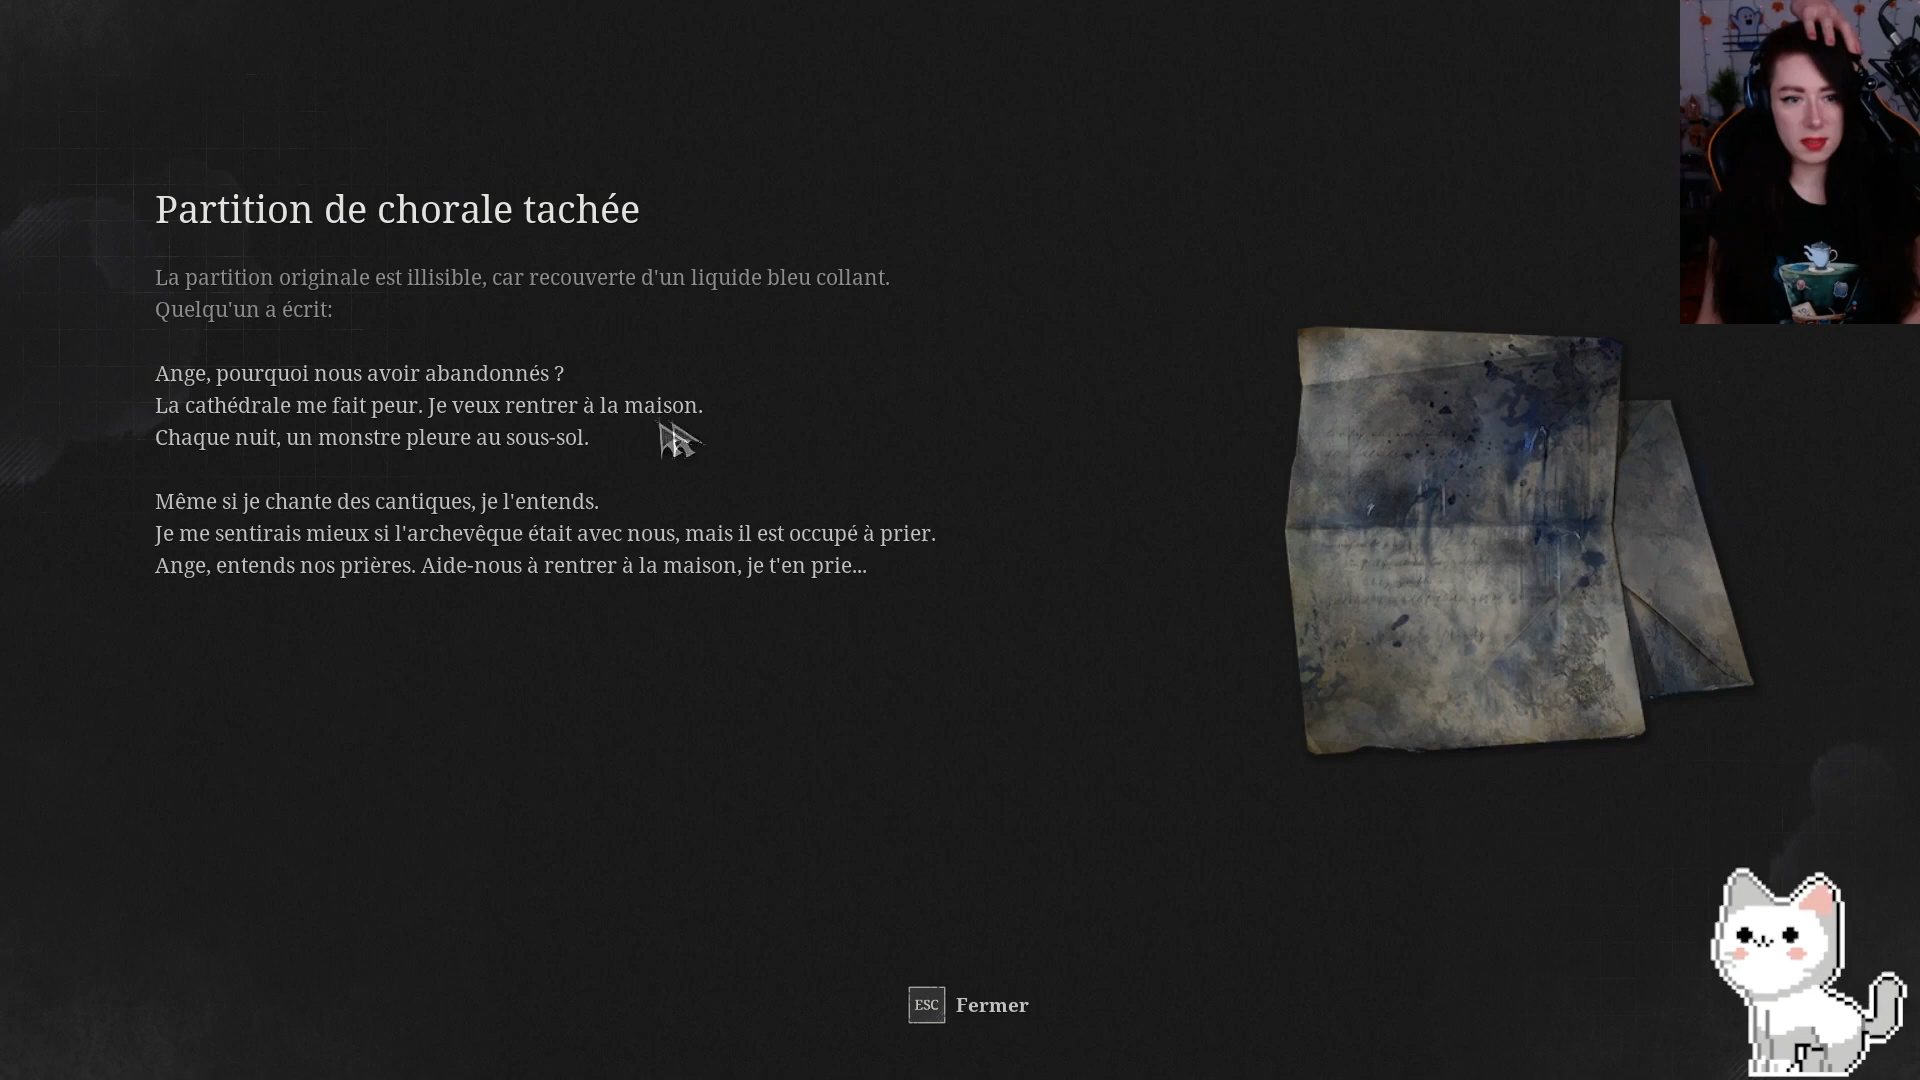 Partition de chorale tachée
La partition originale est illisible, car recouverte d'un liquide bleu collant.
Quelqu'un a écrit:
Ange, pourquoi nous avoir abandonnés ?
La cathédrale me fait peur. Je veux rentrer à la maison.
Chaque nuit, un monstre pleure au sous-sol.
Même si je chante des cantiques, je l'entends.
Je me sentirais mieux si l'archevêque était avec nous, mais il est occupé à prier.
Ange, entends nos prières. Aide-nous à rentrer à la maison, je t'en prie...
ESC Fermer